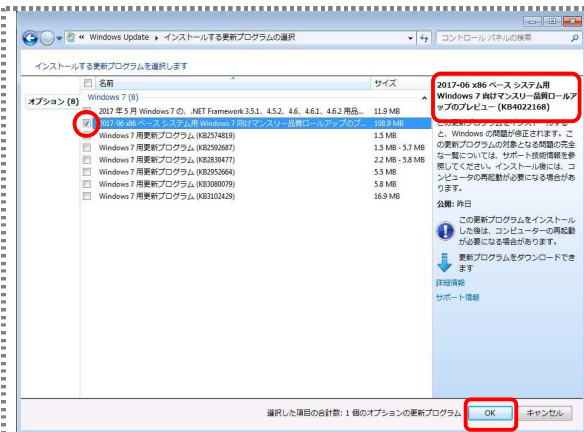 « Windows Update ▸ インストールする更新プログラムの選択
コントロール パネルの検索
インストールする更新プログラムを選択します
名前 サイズ
オプション (8)
Windows 7 (8)
2017 年 5 月 Windows 7 の、.NET Framework 3.5.1、4.5.2、4.6、4.6.1、4.6.2 用品... 11.9 MB
2017-06 x86 ベース システム用 Windows 7 向けマンスリー品質ロールアップのプ... 108.9 MB
Windows 7 用更新プログラム (KB2574819) 1.5 MB
Windows 7 用更新プログラム (KB2592687) 1.5 MB - 5.7 MB
Windows 7 用更新プログラム (KB2830477) 2.2 MB - 5.8 MB
Windows 7 用更新プログラム (KB2952664) 5.5 MB
Windows 7 用更新プログラム (KB3080079) 5.8 MB
Windows 7 用更新プログラム (KB3102429) 16.9 MB
2017-06 x86 ベース システム用
Windows 7 向けマンスリー品質ロールア
ップのプレビュー (KB4022168)
この更新プログラムをインストールする
と、Windows の問題が修正されます。こ
の更新プログラムの対象となる問題の完全
な一覧については、サポート技術情報を参
照してください。インストール後には、コ
ンピュータの再起動が必要になる場合があり
ます。
公開: 昨日
この更新プログラムをインストール
した後は、コンピューターの再起動
が必要になる場合があります。
更新プログラムをダウンロードでき
ます
詳細情報
サポート情報
選択した項目の合計数: 1 個のオプションの更新プログラム
OK
キャンセル